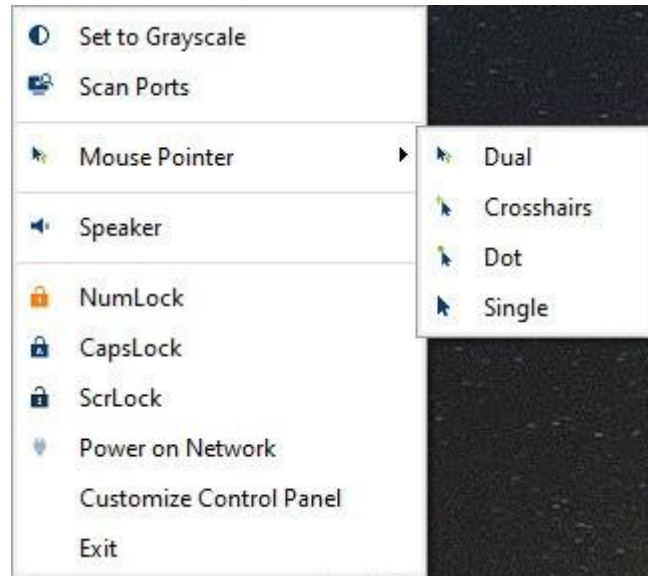 Set to Grayscale
Scan Ports
Mouse Pointer
Dual
Crosshairs
Dot
Single
Speaker
NumLock
CapsLock
ScrLock
Power on Network
Customize Control Panel
Exit